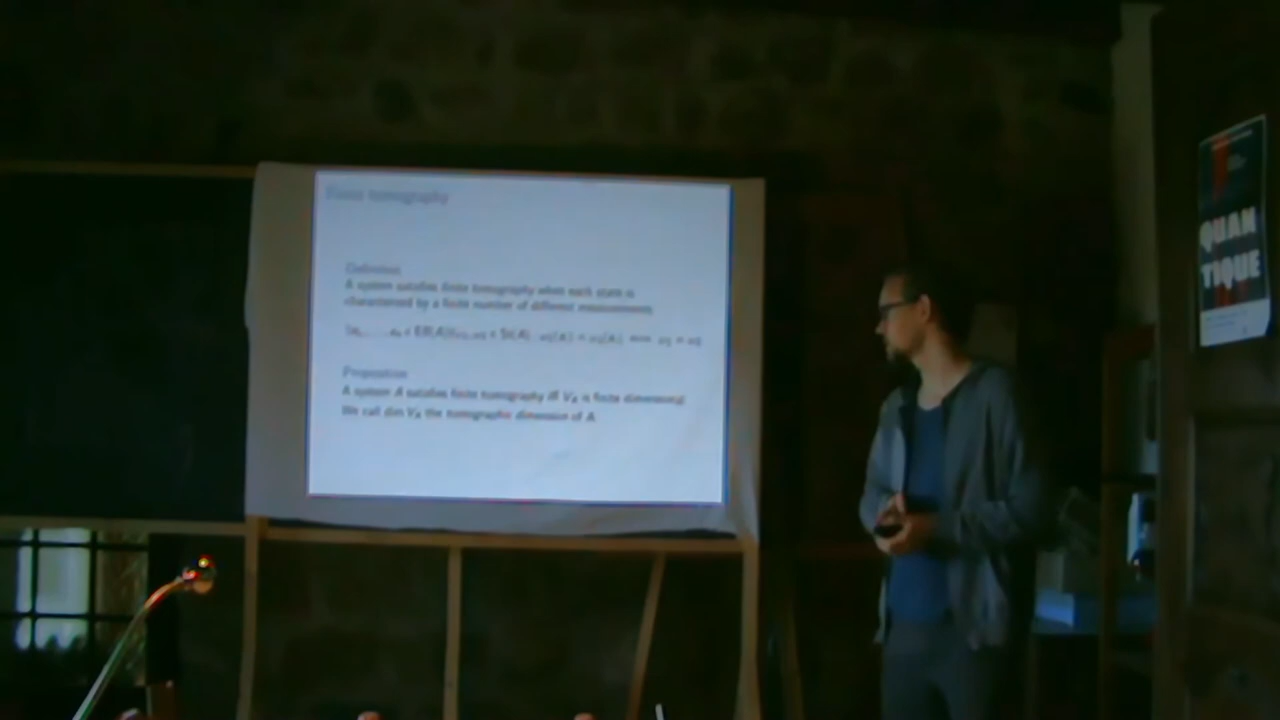 Finite tomography
Definition
A system satisfies finite tomography when each state is
characterised by a finite number of different measurements
Proposition
A system A satisfies finite tomography iff V_A is finite dimensional
We call dim V_A the tomographic dimension of A
QUAN
TIQUE